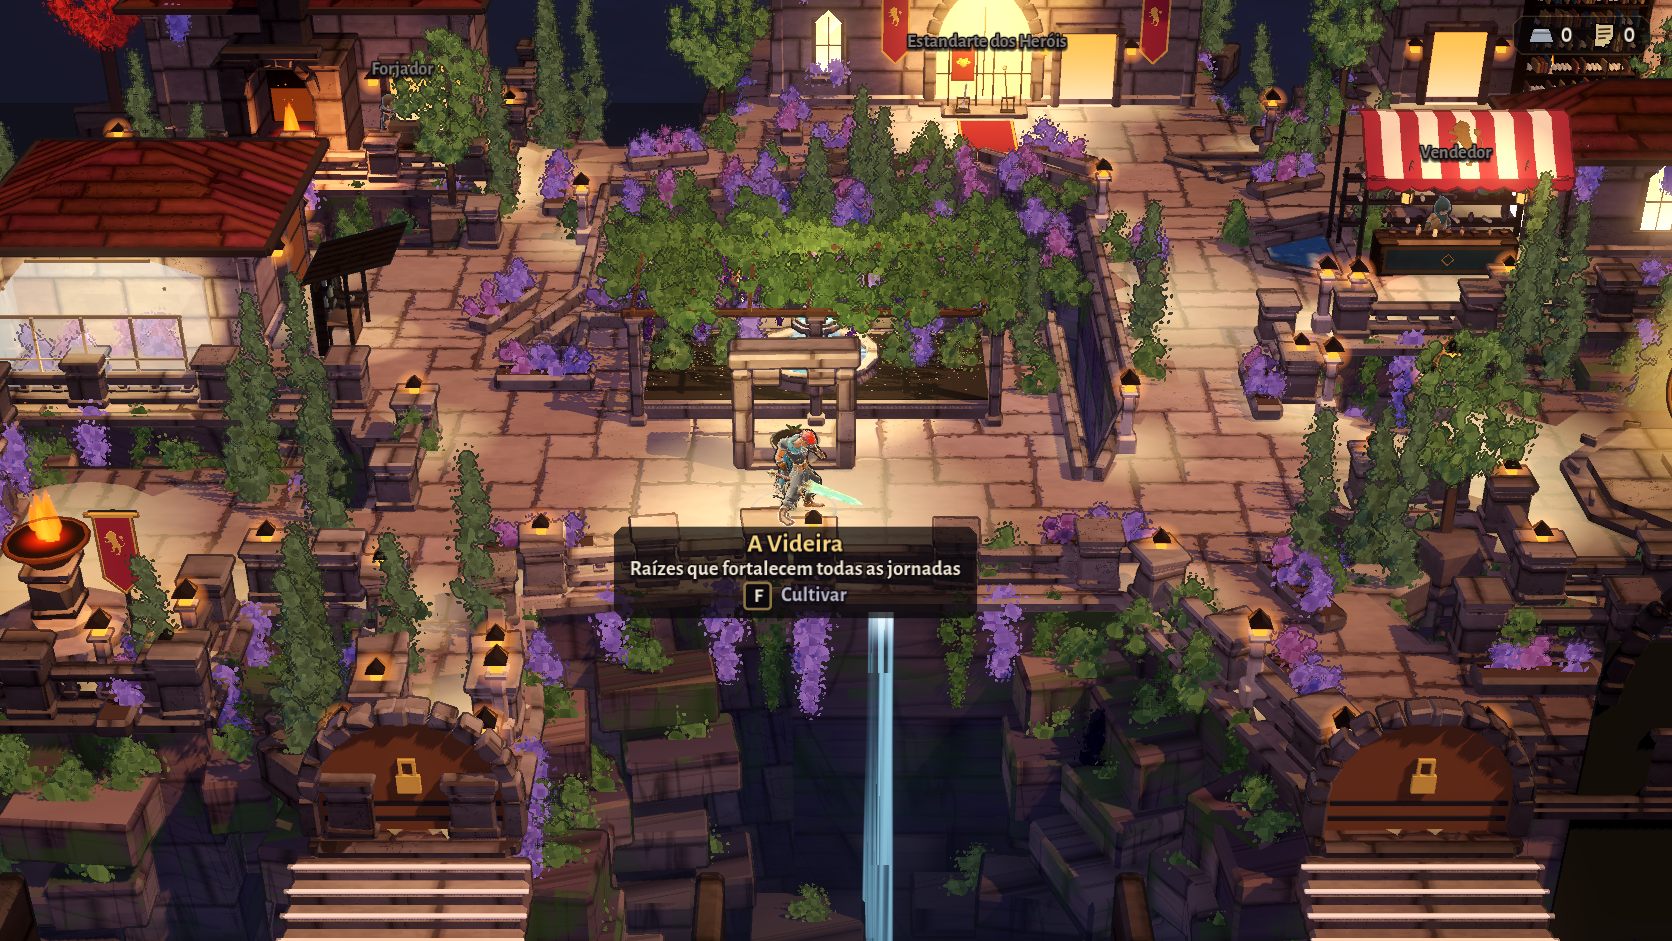 Estandarte dos Heróis
0 0
Forjador
Vendedor
A Videira
Raízes que fortalecem todas as jornadas
F Cultivar